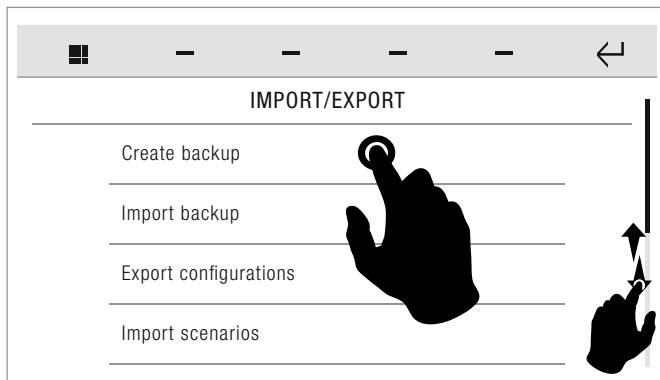 IMPORT/EXPORT
Create backup
Import backup
Export configurations
Import scenarios